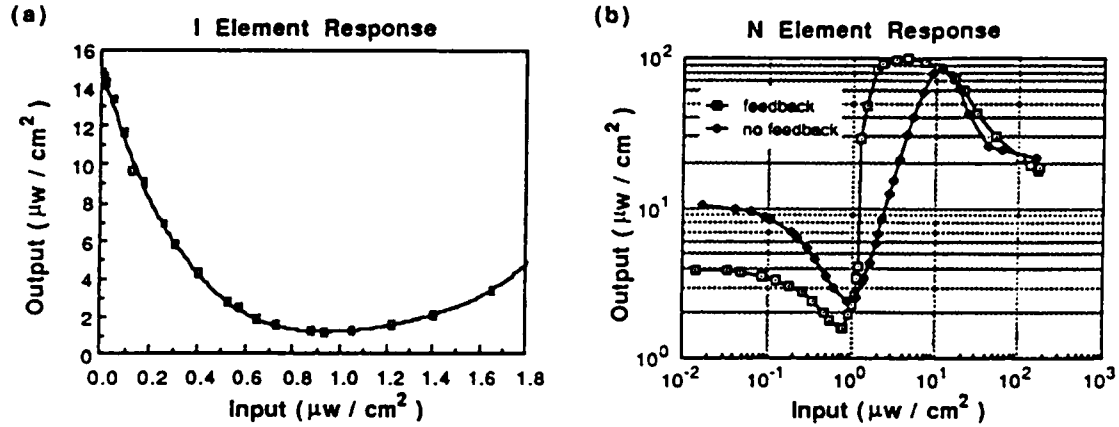 (a)
I Element Response
16
14
12
10
8
6
4
2
0
Output (μw / cm²)
0.0 0.2 0.4 0.6 0.8 1.0 1.2 1.4 1.6 1.8
Input (μw / cm²)
(b)
N Element Response
10²
10¹
10⁰
Output (μw / cm²)
feedback
no feedback
10⁻² 10⁻¹ 10⁰ 10¹ 10² 10³
Input (μw / cm²)